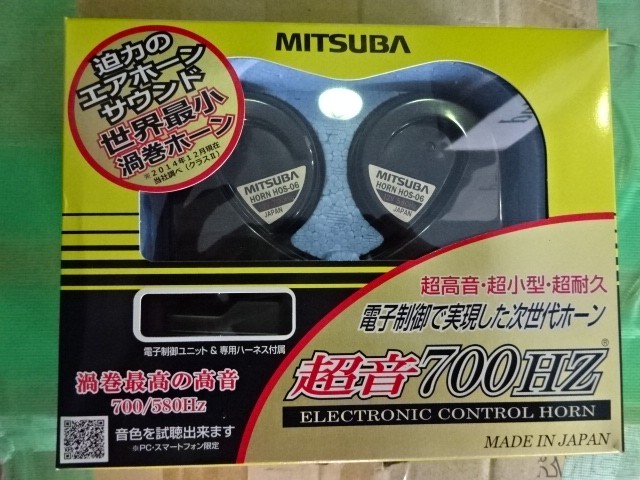 MITSUBA
迫力の
エアホーン
サウンド
世界最小
渦巻ホーン
※2014年12月現在
当社調べ(クラスⅡ)
MITSUBA
HORN HOS-06
JAPAN
MITSUBA
HORN HOS-06
JAPAN
超高音・超小型・超耐久
電子制御で実現した次世代ホーン
超音700HZ®
ELECTRONIC CONTROL HORN
MADE IN JAPAN
電子制御ユニット & 専用ハーネス付属
渦巻最高の高音
700/580Hz
音色を試聴出来ます
※PC・スマートフォン限定